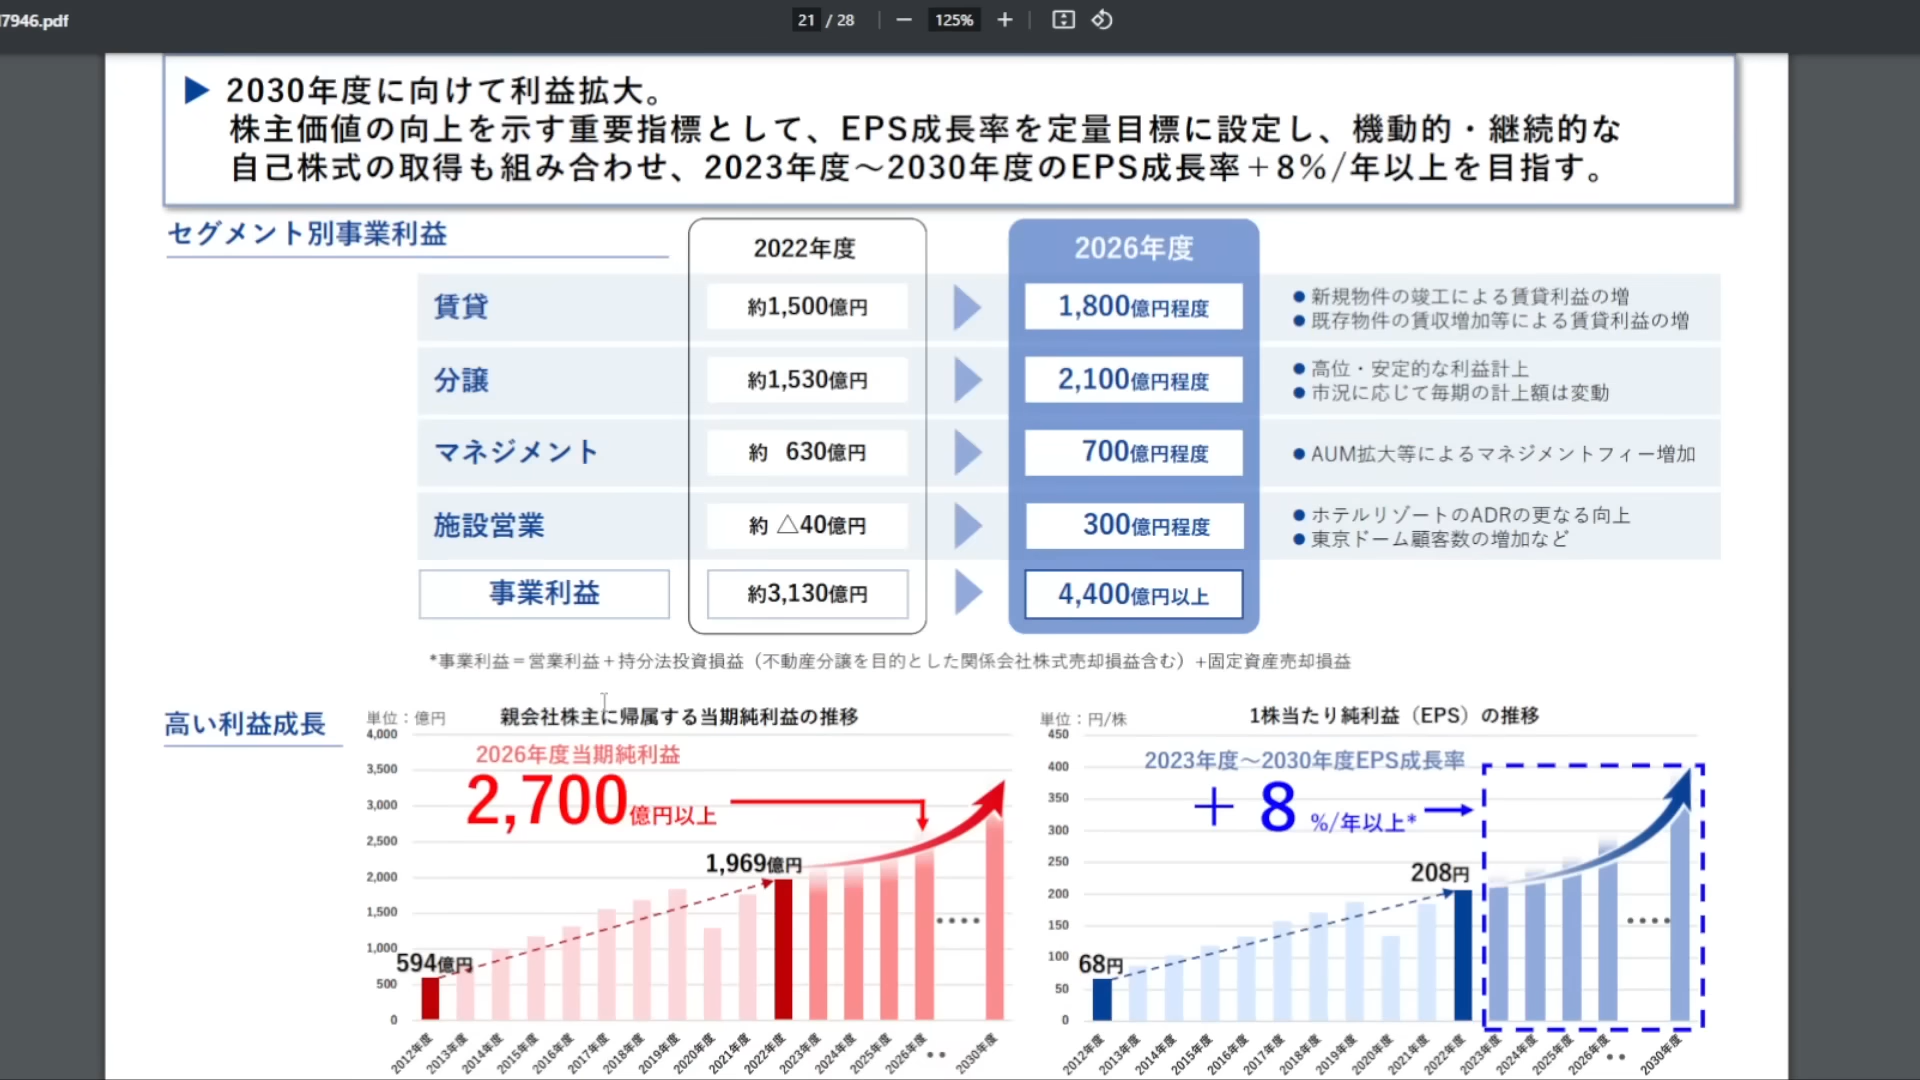 17946.pdf
21 / 28
125%
2030年度に向けて利益拡大。
株主価値の向上を示す重要指標として、EPS成長率を定量目標に設定し、機動的・継続的な
自己株式の取得も組み合わせ、2023年度～2030年度のEPS成長率＋8%/年以上を目指す。
セグメント別事業利益
2022年度
2026年度
賃貸
約1,500億円
1,800億円程度
●新規物件の竣工による賃貸利益の増
●既存物件の賃収増加等による賃貸利益の増
分譲
約1,530億円
2,100億円程度
●高位・安定的な利益計上
●市況に応じて毎期の計上額は変動
マネジメント
約 630億円
700億円程度
●AUM拡大等によるマネジメントフィー増加
施設営業
約 △40億円
300億円程度
●ホテルリゾートのADRの更なる向上
●東京ドーム顧客数の増加など
事業利益
約3,130億円
4,400億円以上
*事業利益＝営業利益＋持分法投資損益（不動産分譲を目的とした関係会社株式売却損益含む）+固定資産売却損益
高い利益成長
単位：億円
親会社株主に帰属する当期純利益の推移
4,000
3,500
3,000
2,500
2,000
1,500
1,000
500
0
2026年度当期純利益
2,700億円以上
1,969億円
594億円
2012年度
2013年度
2014年度
2015年度
2016年度
2017年度
2018年度
2019年度
2020年度
2021年度
2022年度
2023年度
2024年度
2025年度
2026年度
2030年度
単位：円/株
1株当たり純利益（EPS）の推移
450
400
350
300
250
200
150
100
50
0
2023年度～2030年度EPS成長率
＋8%/年以上*
208円
68円
2012年度
2013年度
2014年度
2015年度
2016年度
2017年度
2018年度
2019年度
2020年度
2021年度
2022年度
2023年度
2024年度
2025年度
2026年度
2030年度